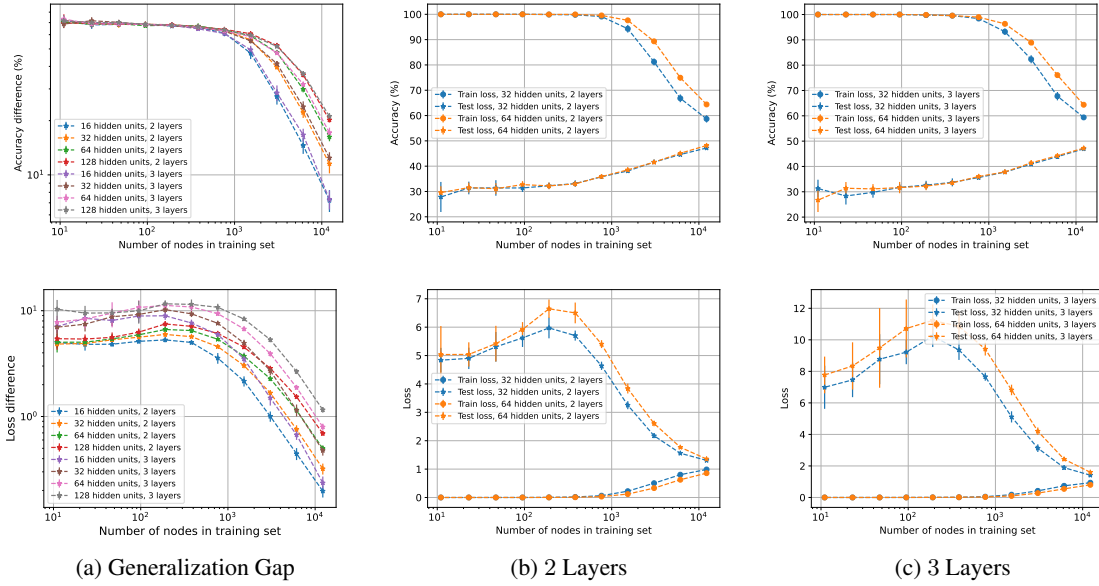 Accuracy difference (%)
10¹
16 hidden units, 2 layers
32 hidden units, 2 layers
64 hidden units, 2 layers
128 hidden units, 2 layers
16 hidden units, 3 layers
32 hidden units, 3 layers
64 hidden units, 3 layers
128 hidden units, 3 layers
10¹ 10² 10³ 10⁴
Number of nodes in training set
Accuracy (%)
100
90
80
70
60
50
40
30
20
Train loss, 32 hidden units, 2 layers
Test loss, 32 hidden units, 2 layers
Train loss, 64 hidden units, 2 layers
Test loss, 64 hidden units, 2 layers
10¹ 10² 10³ 10⁴
Number of nodes in training set
Accuracy (%)
100
90
80
70
60
50
40
30
20
Train loss, 32 hidden units, 3 layers
Test loss, 32 hidden units, 3 layers
Train loss, 64 hidden units, 3 layers
Test loss, 64 hidden units, 3 layers
10¹ 10² 10³ 10⁴
Number of nodes in training set
Loss difference
10¹
10⁰
16 hidden units, 2 layers
32 hidden units, 2 layers
64 hidden units, 2 layers
128 hidden units, 2 layers
16 hidden units, 3 layers
32 hidden units, 3 layers
64 hidden units, 3 layers
128 hidden units, 3 layers
10¹ 10² 10³ 10⁴
Number of nodes in training set
Loss
7
6
5
4
3
2
1
0
Train loss, 32 hidden units, 2 layers
Test loss, 32 hidden units, 2 layers
Train loss, 64 hidden units, 2 layers
Test loss, 64 hidden units, 2 layers
10¹ 10² 10³ 10⁴
Number of nodes in training set
Loss
12
10
8
6
4
2
0
Train loss, 32 hidden units, 3 layers
Test loss, 32 hidden units, 3 layers
Train loss, 64 hidden units, 3 layers
Test loss, 64 hidden units, 3 layers
10¹ 10² 10³ 10⁴
Number of nodes in training set
(a) Generalization Gap
(b) 2 Layers
(c) 3 Layers